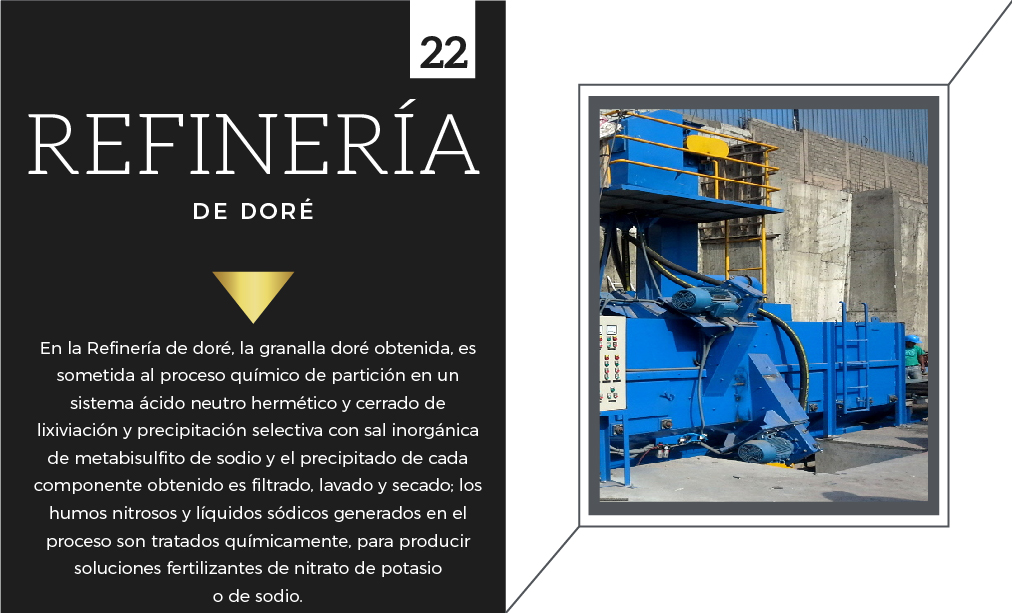 22
REFINERÍA
DE DORÉ
En la Refinería de doré, la granalla doré obtenida, es
sometida al proceso químico de partición en un
sistema ácido neutro hermético y cerrado de
lixiviación y precipitación selectiva con sal inorgánica
de metabisulfito de sodio y el precipitado de cada
componente obtenido es filtrado, lavado y secado; los
humos nitrosos y líquidos sódicos generados en el
proceso son tratados químicamente, para producir
soluciones fertilizantes de nitrato de potasio
o de sodio.